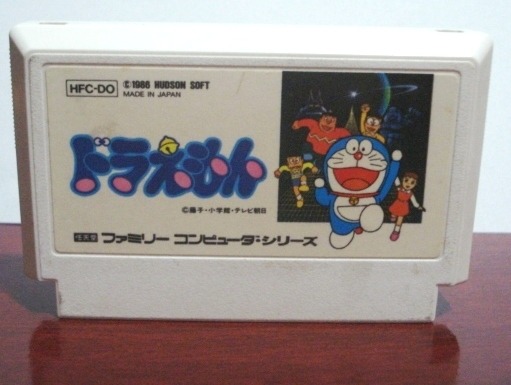 HFC-DO ©1986 HUDSON SOFT
MADE IN JAPAN
ドラえもん
©藤子・小学館・テレビ朝日
任天堂 ファミリー コンピュータ・シリーズ